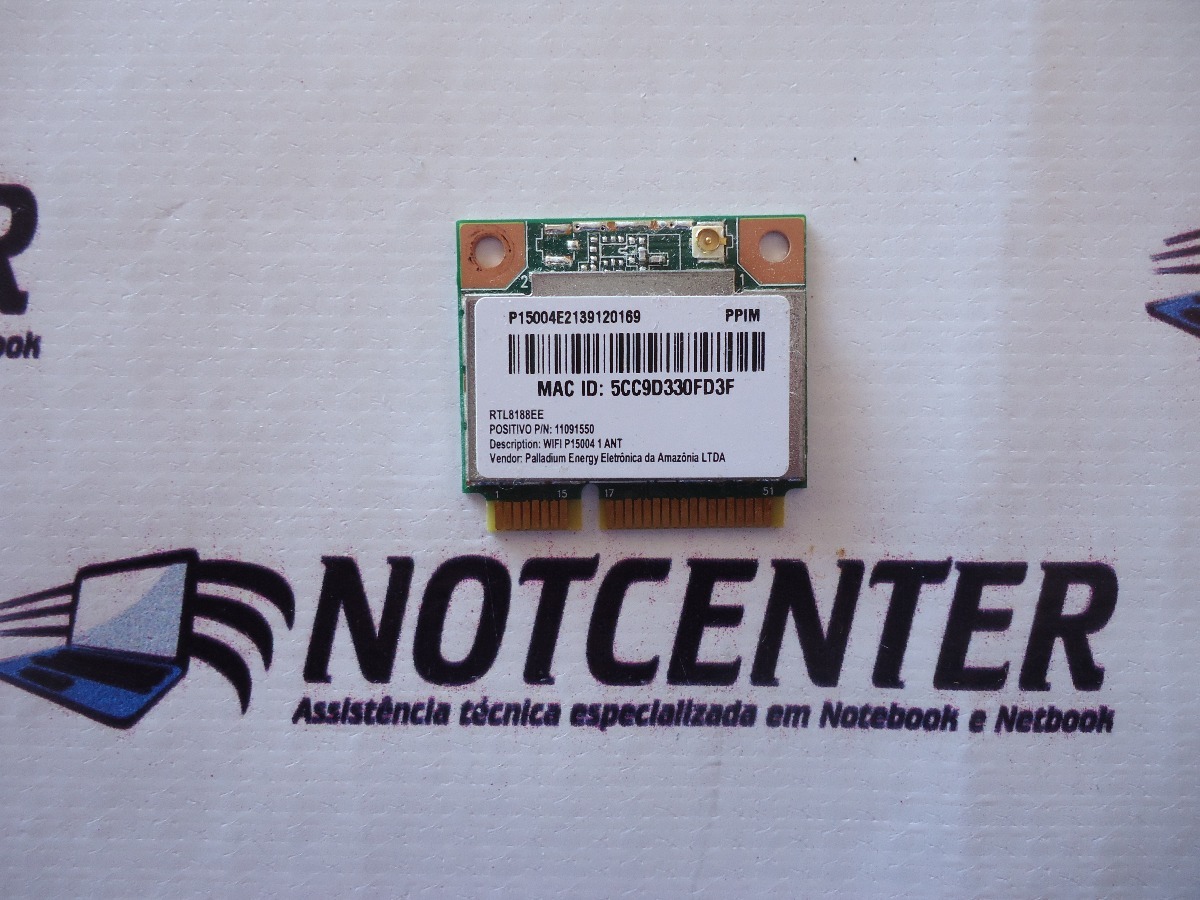 2
1
P15004E2139120169 PPIM
MAC ID: 5CC9D330FD3F
RTL8188EE
POSITIVO P/N: 11091550
Description: WIFI P15004 1 ANT
Vendor: Palladium Energy Eletrônica da Amazônia LTDA
1 15 17 51
R
ook
NOTCENTER
Assistência técnica especializada em Notebook e Netbook